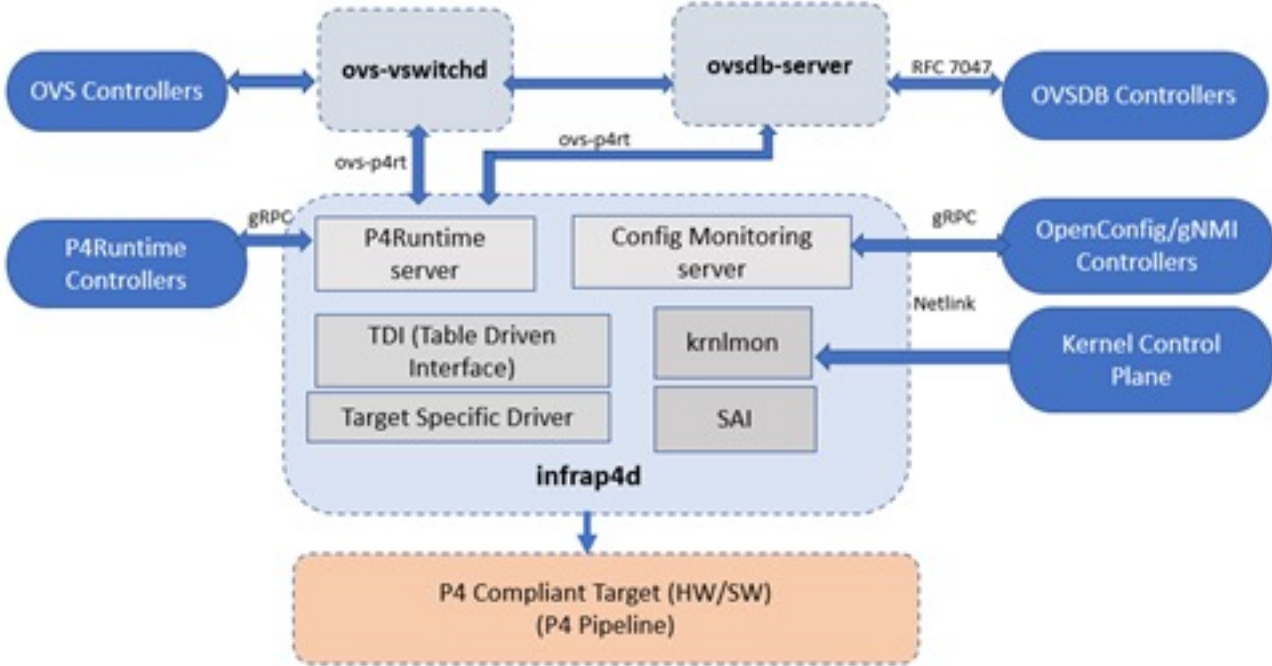 ovs-vswitchd
ovsdb-server
RFC 7047
OVS Controllers
OVSDB Controllers
ovs-p4rt
ovs-p4rt
gRPC
P4Runtime
Controllers
P4Runtime
server
Config Monitoring
server
gRPC
OpenConfig/gNMI
Controllers
Netlink
TDI (Table Driven
Interface)
krnlmon
Kernel Control
Plane
Target Specific Driver
SAI
infrap4d
P4 Compliant Target (HW/SW)
(P4 Pipeline)